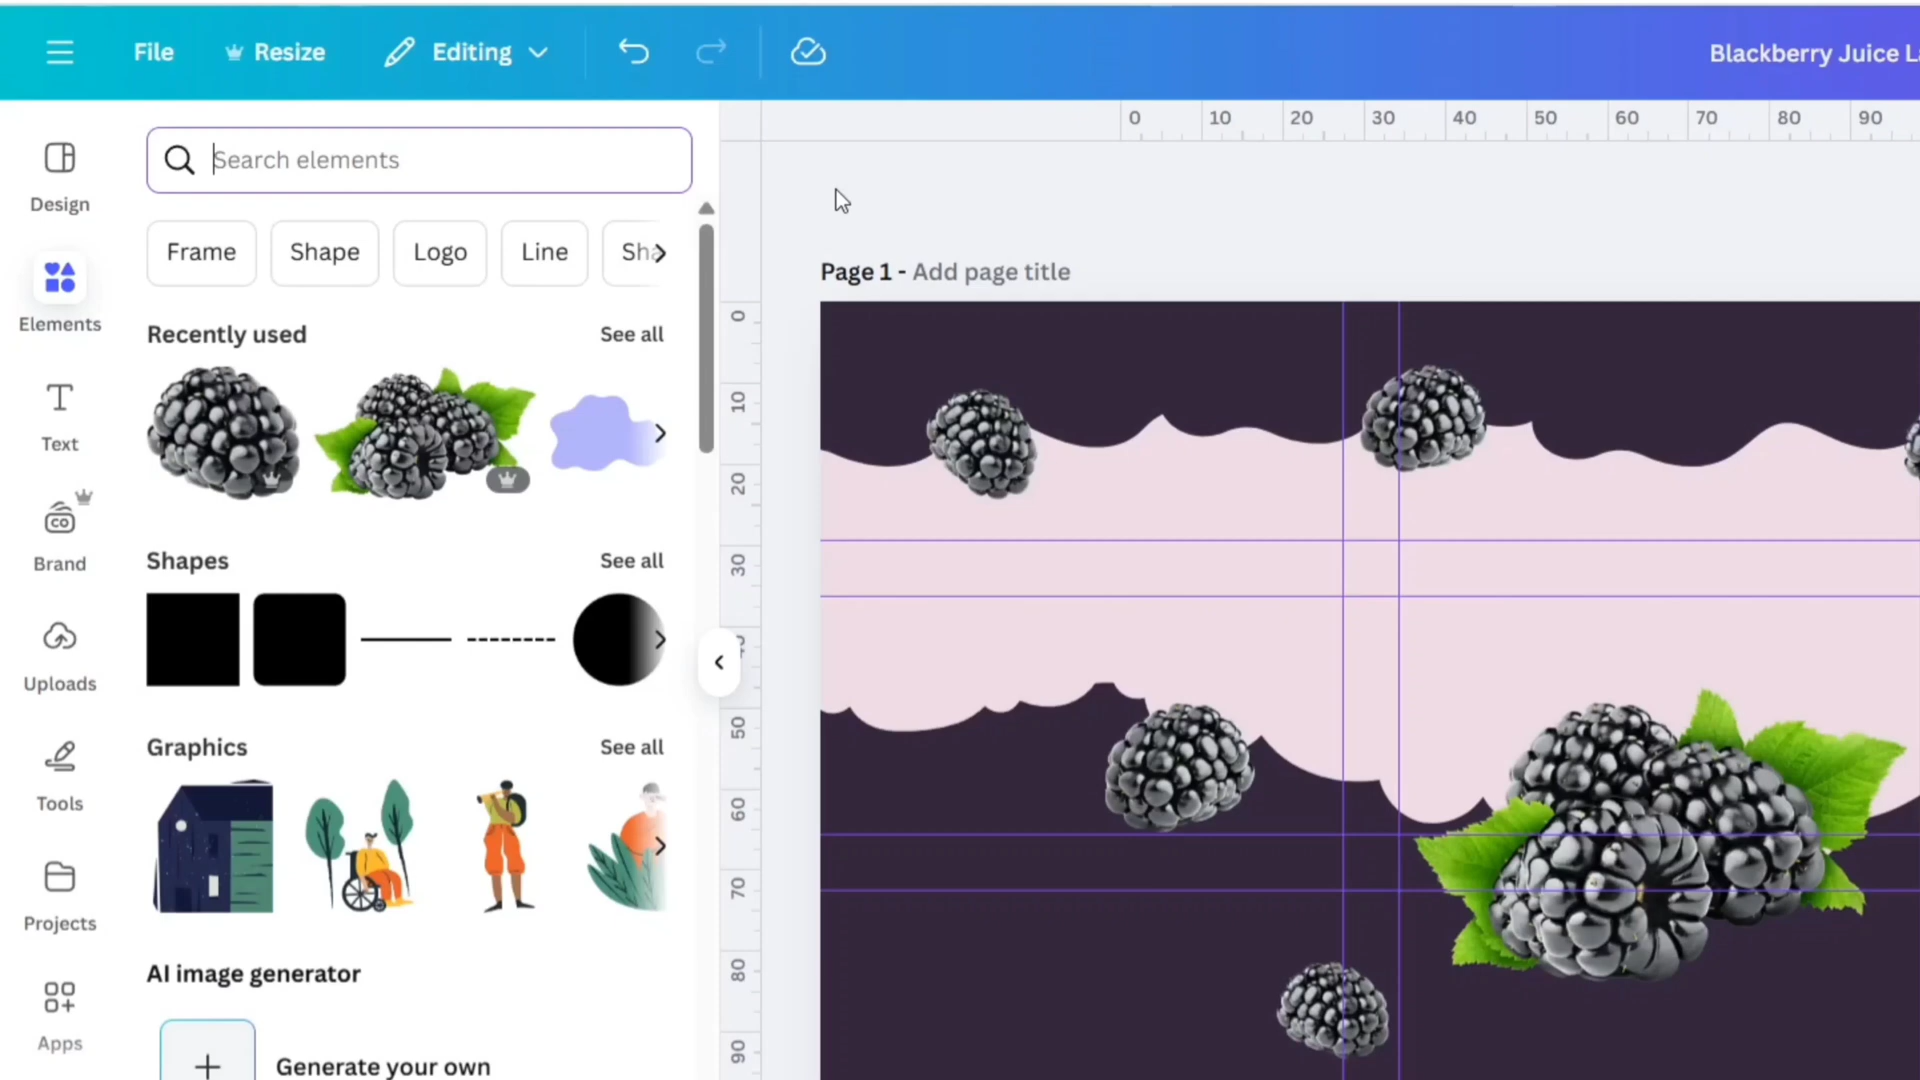 File
Resize
Editing
Blackberry Juice La
Search elements
Frame
Shape
Logo
Line
Sha
Recently used
See all
Shapes
See all
Graphics
See all
AI image generator
Generate your own
Design
Elements
Text
Brand
Uploads
Tools
Projects
Apps
CO
0 10 20 30 40 50 60 70 80 90
Page 1 - Add page title
0
10
20
30
50
60
70
80
90